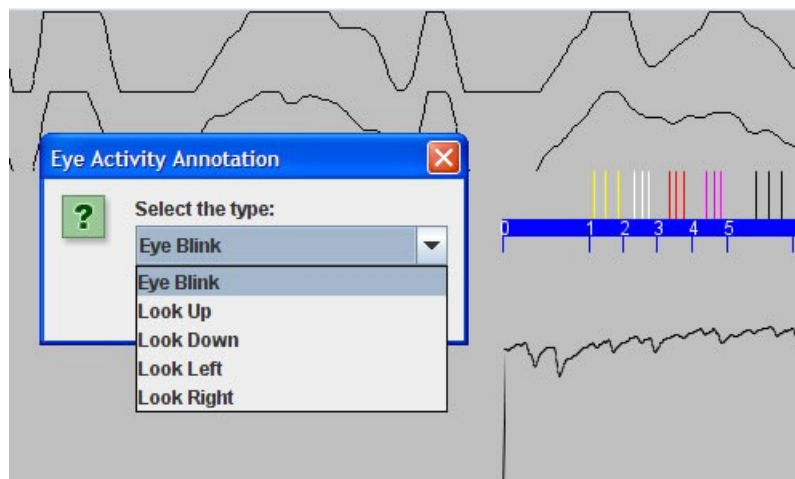 Eye Activity Annotation
Select the type:
Eye Blink
Eye Blink
Look Up
Look Down
Look Left
Look Right
0 1 2 3 4 5